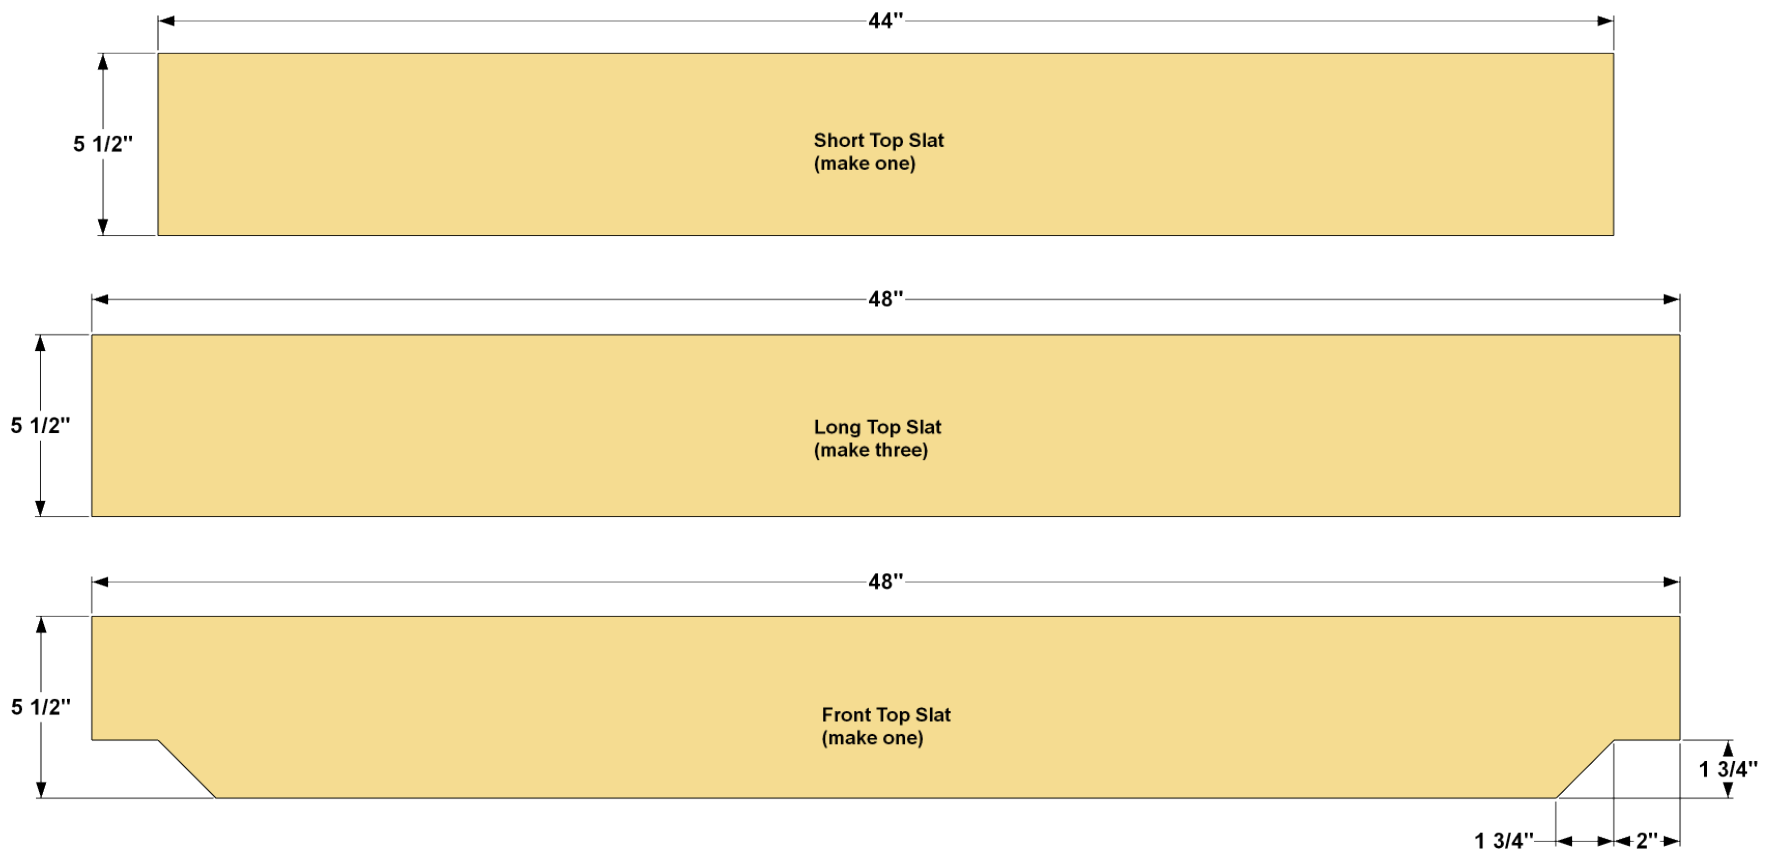 44"
5 1/2"
Short Top Slat
(make one)
48"
5 1/2"
Long Top Slat
(make three)
48"
5 1/2"
Front Top Slat
(make one)
1 3/4"
1 3/4"
2"